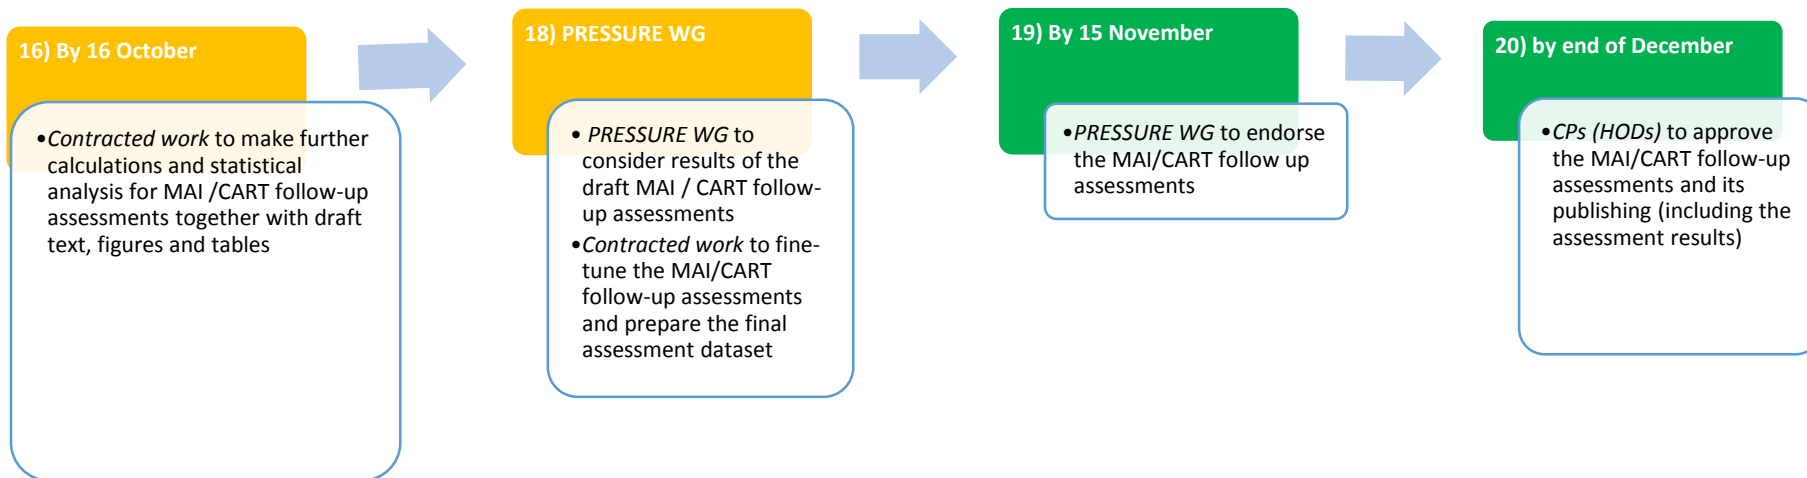 16) By 16 October
•Contracted work to make further
calculations and statistical
analysis for MAI /CART follow-up
assessments together with draft
text, figures and tables
18) PRESSURE WG
• PRESSURE WG to
consider results of the
draft MAI / CART follow-
up assessments
•Contracted work to fine-
tune the MAI/CART
follow-up assessments
and prepare the final
assessment dataset
19) By 15 November
•PRESSURE WG to endorse
the MAI/CART follow up
assessments
20) by end of December
•CPs (HODs) to approve
the MAI/CART follow-up
assessments and its
publishing (including the
assessment results)